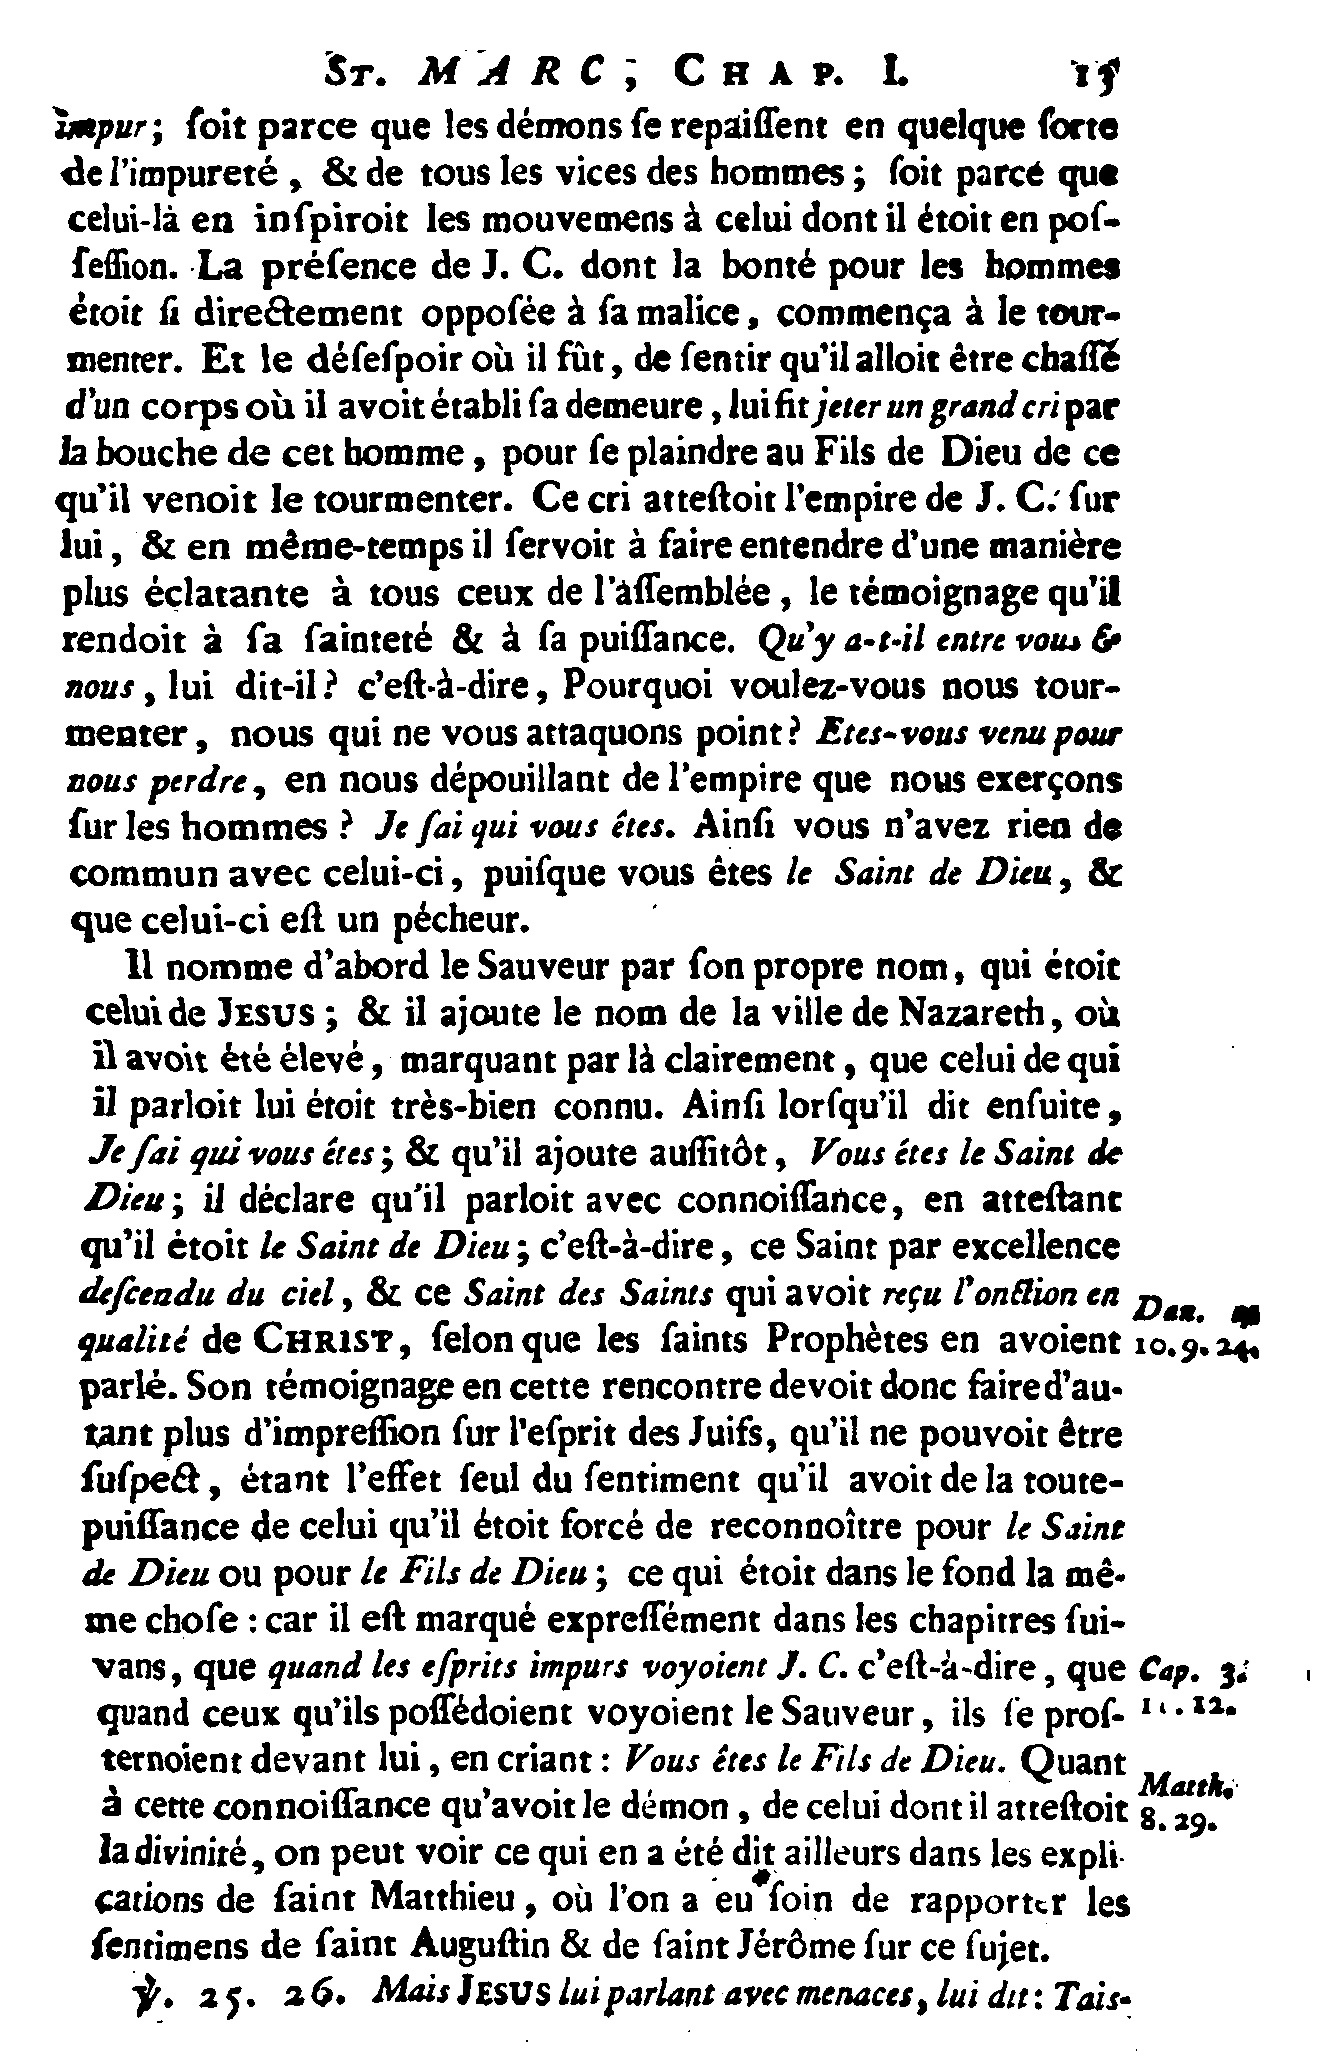 St. MARC, CHAP. I. 15
impur; ſoit parce que les démons ſe repaiſſent en quelque ſorte
de l'impureté, & de tous les vices des hommes; ſoit parce que
celui-là en inſpiroit les mouvemens à celui dont il étoit en poſ-
ſeſſion. La préſence de J. C. dont la bonté pour les hommes
étoit ſi directement oppoſée à ſa malice, commença à le tour-
menter. Et le déſeſpoir où il fût, de ſentir qu'il alloit être chaſſé
d'un corps où il avoit établi ſa demeure, lui fit jeter un grand cri par
la bouche de cet homme, pour ſe plaindre au Fils de Dieu de ce
qu'il venoit le tourmenter. Ce cri atteſtoit l'empire de J. C. ſur
lui, & en même-temps il ſervoit à faire entendre d'une manière
plus éclatante à tous ceux de l'aſſemblée, le témoignage qu'il
rendoit à ſa ſainteté & à ſa puiſſance. Qu'y a-t-il entre vous &
nous, lui dit-il? c'eſt-à-dire, Pourquoi voulez-vous nous tour-
menter, nous qui ne vous attaquons point? Etes-vous venu pour
nous perdre, en nous dépouillant de l'empire que nous exerçons
ſur les hommes? Je ſai qui vous êtes. Ainſi vous n'avez rien de
commun avec celui-ci, puiſque vous êtes le Saint de Dieu, &
que celui-ci eſt un pécheur.
Il nomme d'abord le Sauveur par ſon propre nom, qui étoit
celui de JESUS; & il ajoute le nom de la ville de Nazareth, où
il avoit été élevé, marquant par là clairement, que celui de qui
il parloit lui étoit très-bien connu. Ainſi lorſqu'il dit enſuite,
Je ſai qui vous étes; & qu'il ajoute auſſitôt, Vous étes le Saint de
Dieu; il déclare qu'il parloit avec connoiſſance, en atteſtant
qu'il étoit le Saint de Dieu; c'eſt-à-dire, ce Saint par excellence
deſcendu du ciel, & ce Saint des Saints qui avoit reçu l'onction en
qualité de CHRIST, ſelon que les ſaints Prophètes en avoient
Dan.
10.9.24.
parlé. Son témoignage en cette rencontre devoit donc faire d'au-
tant plus d'impreſſion ſur l'eſprit des Juifs, qu'il ne pouvoit être
ſuſpect, étant l'effet ſeul du ſentiment qu'il avoit de la toute-
puiſſance de celui qu'il étoit forcé de reconnoître pour le Saint
de Dieu ou pour le Fils de Dieu; ce qui étoit dans le fond la mê-
me choſe: car il eſt marqué expreſſément dans les chapitres ſui-
vans, que quand les eſprits impurs voyoient J. C. c'eſt-à-dire, que
Cap. 3.
11.12.
quand ceux qu'ils poſſédoient voyoient le Sauveur, ils ſe proſ-
ternoient devant lui, en criant: Vous êtes le Fils de Dieu. Quant
Matth.
8.29.
à cette connoiſſance qu'avoit le démon, de celui dont il atteſtoit
la divinité, on peut voir ce qui en a été dit ailleurs dans les expli-
cations de ſaint Matthieu, où l'on a eu ſoin de rapporter les
ſentimens de ſaint Auguſtin & de ſaint Jérôme ſur ce ſujet.
℣. 25. 26. Mais JESUS lui parlant avec menaces, lui dit: Tais-